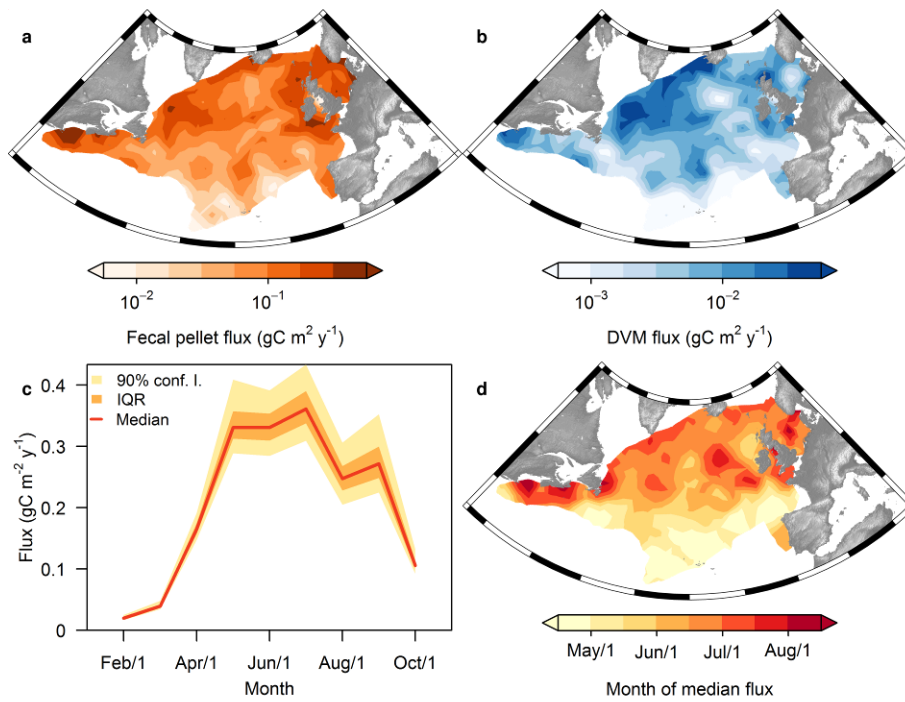 a
b
10⁻² 10⁻¹
10⁻³ 10⁻²
Fecal pellet flux (gC m² y⁻¹)
DVM flux (gC m² y⁻¹)
c
90% conf. I.
IQR
Median
0.4
0.3
0.2
0.1
0
Flux (gC m⁻² y⁻¹)
Feb/1 Apr/1 Jun/1 Aug/1 Oct/1
Month
d
May/1 Jun/1 Jul/1 Aug/1
Month of median flux